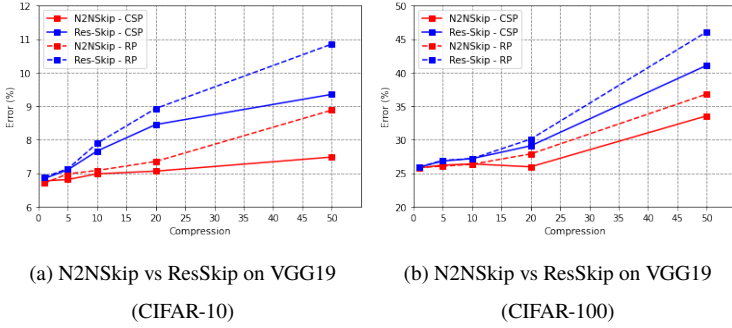 N2NSkip - CSP
Res-Skip - CSP
N2NSkip - RP
Res-Skip - RP
Error (%)
12
11
10
9
8
7
6
0 5 10 15 20 25 30 35 40 45 50
Compression
(a) N2NSkip vs ResSkip on VGG19
(CIFAR-10)
N2NSkip - CSP
Res-Skip - CSP
N2NSkip - RP
Res-Skip - RP
Error (%)
50
45
40
35
30
25
20
0 5 10 15 20 25 30 35 40 45 50
Compression
(b) N2NSkip vs ResSkip on VGG19
(CIFAR-100)